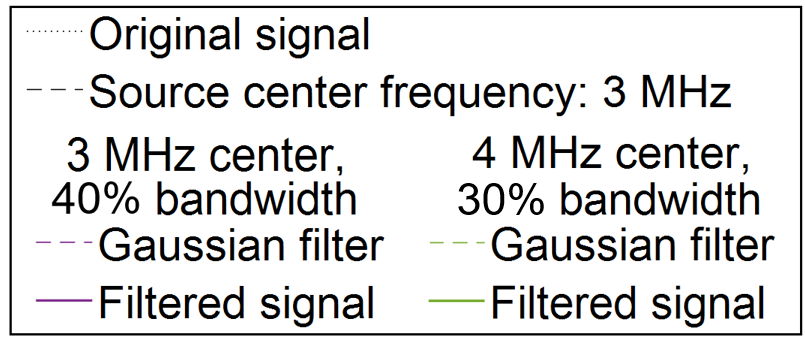 Original signal
Source center frequency: 3 MHz
3 MHz center,
40% bandwidth
Gaussian filter
Filtered signal
4 MHz center,
30% bandwidth
Gaussian filter
Filtered signal